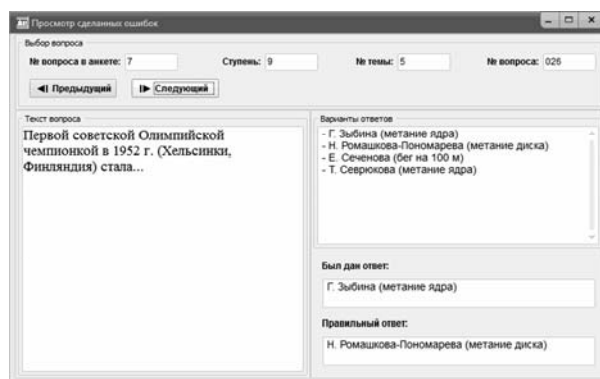 Просмотр сделанных ошибок
Выбор вопроса
№ вопроса в анкете: 7 Ступень: 9 № темы: 5 № вопроса: 026
Предыдущий Следующий
Текст вопроса
Первой советской Олимпийской
чемпионкой в 1952 г. (Хельсинки,
Финляндия) стала...
Варианты ответов
- Г. Зыбина (метание ядра)
- Н. Ромашкова-Пономарева (метание диска)
- Е. Сеченова (бег на 100 м)
- Т. Севрюкова (метание ядра)
Был дан ответ:
Г. Зыбина (метание ядра)
Правильный ответ:
Н. Ромашкова-Пономарева (метание диска)